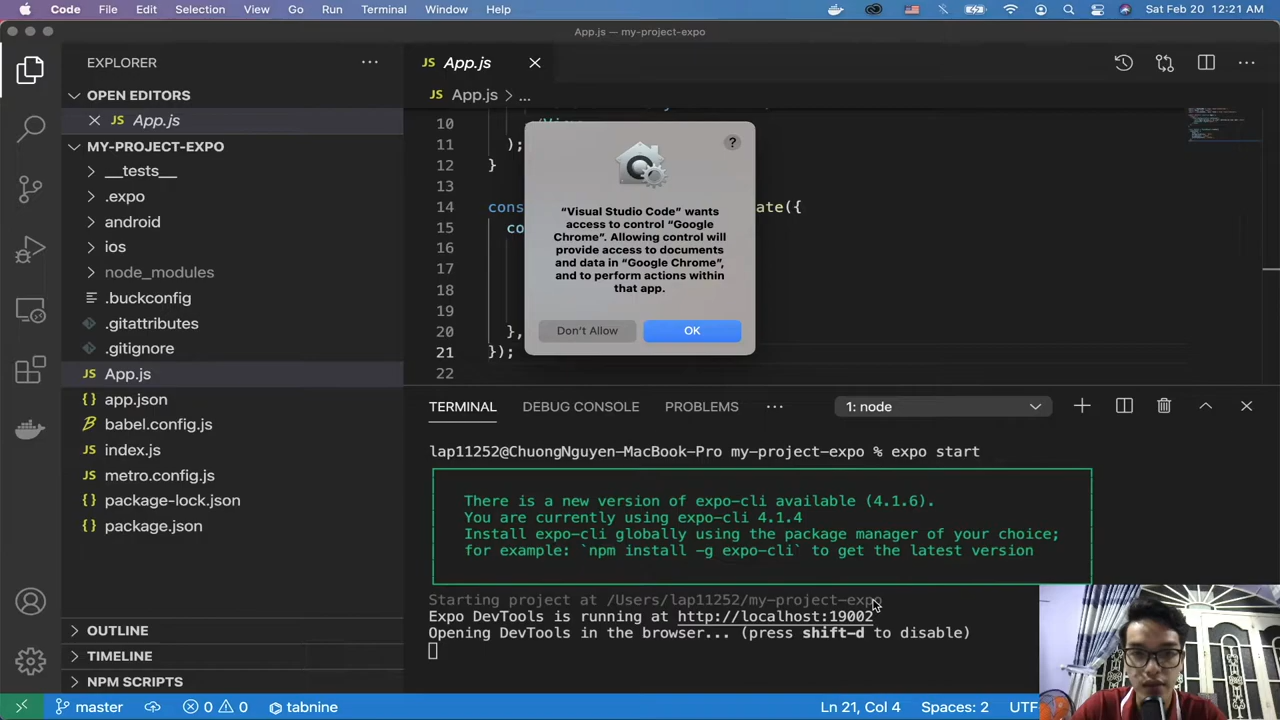 Code File Edit Selection View Go Run Terminal Window Help Sat Feb 20 12:21 AM
App.js — my-project-expo
EXPLORER
JS App.js
OPEN EDITORS
JS App.js > ...
JS App.js
MY-PROJECT-EXPO
__tests__
.expo
android
ios
node_modules
.buckconfig
.gitattributes
.gitignore
JS App.js
{} app.json
babel.config.js
JS index.js
JS metro.config.js
{} package-lock.json
{} package.json
OUTLINE
TIMELINE
NPM SCRIPTS
10
11 );
12 }
13
14 cons ate({
15 co
16
17
18
19
20 },
21 });
22
?
“Visual Studio Code” wants
access to control “Google
Chrome”. Allowing control will
provide access to documents
and data in “Google Chrome”,
and to perform actions within
that app.
Don't Allow OK
TERMINAL DEBUG CONSOLE PROBLEMS ... 1: node
lap11252@ChuongNguyen-MacBook-Pro my-project-expo % expo start
There is a new version of expo-cli available (4.1.6).
You are currently using expo-cli 4.1.4
Install expo-cli globally using the package manager of your choice;
for example: `npm install -g expo-cli` to get the latest version
Starting project at /Users/lap11252/my-project-expo
Expo DevTools is running at http://localhost:19002
Opening DevTools in the browser... (press shift-d to disable)
master 0 0 tabnine Ln 21, Col 4 Spaces: 2 UTF